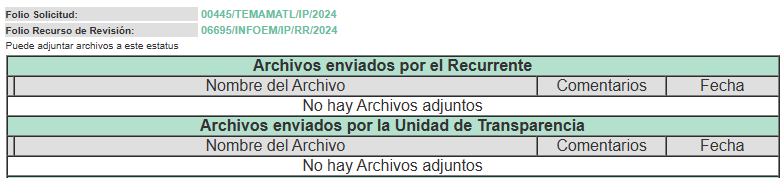 Folio Solicitud: 00445/TEMAMATL/IP/2024
Folio Recurso de Revisión: 06695/INFOEM/IP/RR/2024
Puede adjuntar archivos a este estatus
Archivos enviados por el Recurrente
Nombre del Archivo Comentarios Fecha
No hay Archivos adjuntos
Archivos enviados por la Unidad de Transparencia
Nombre del Archivo Comentarios Fecha
No hay Archivos adjuntos